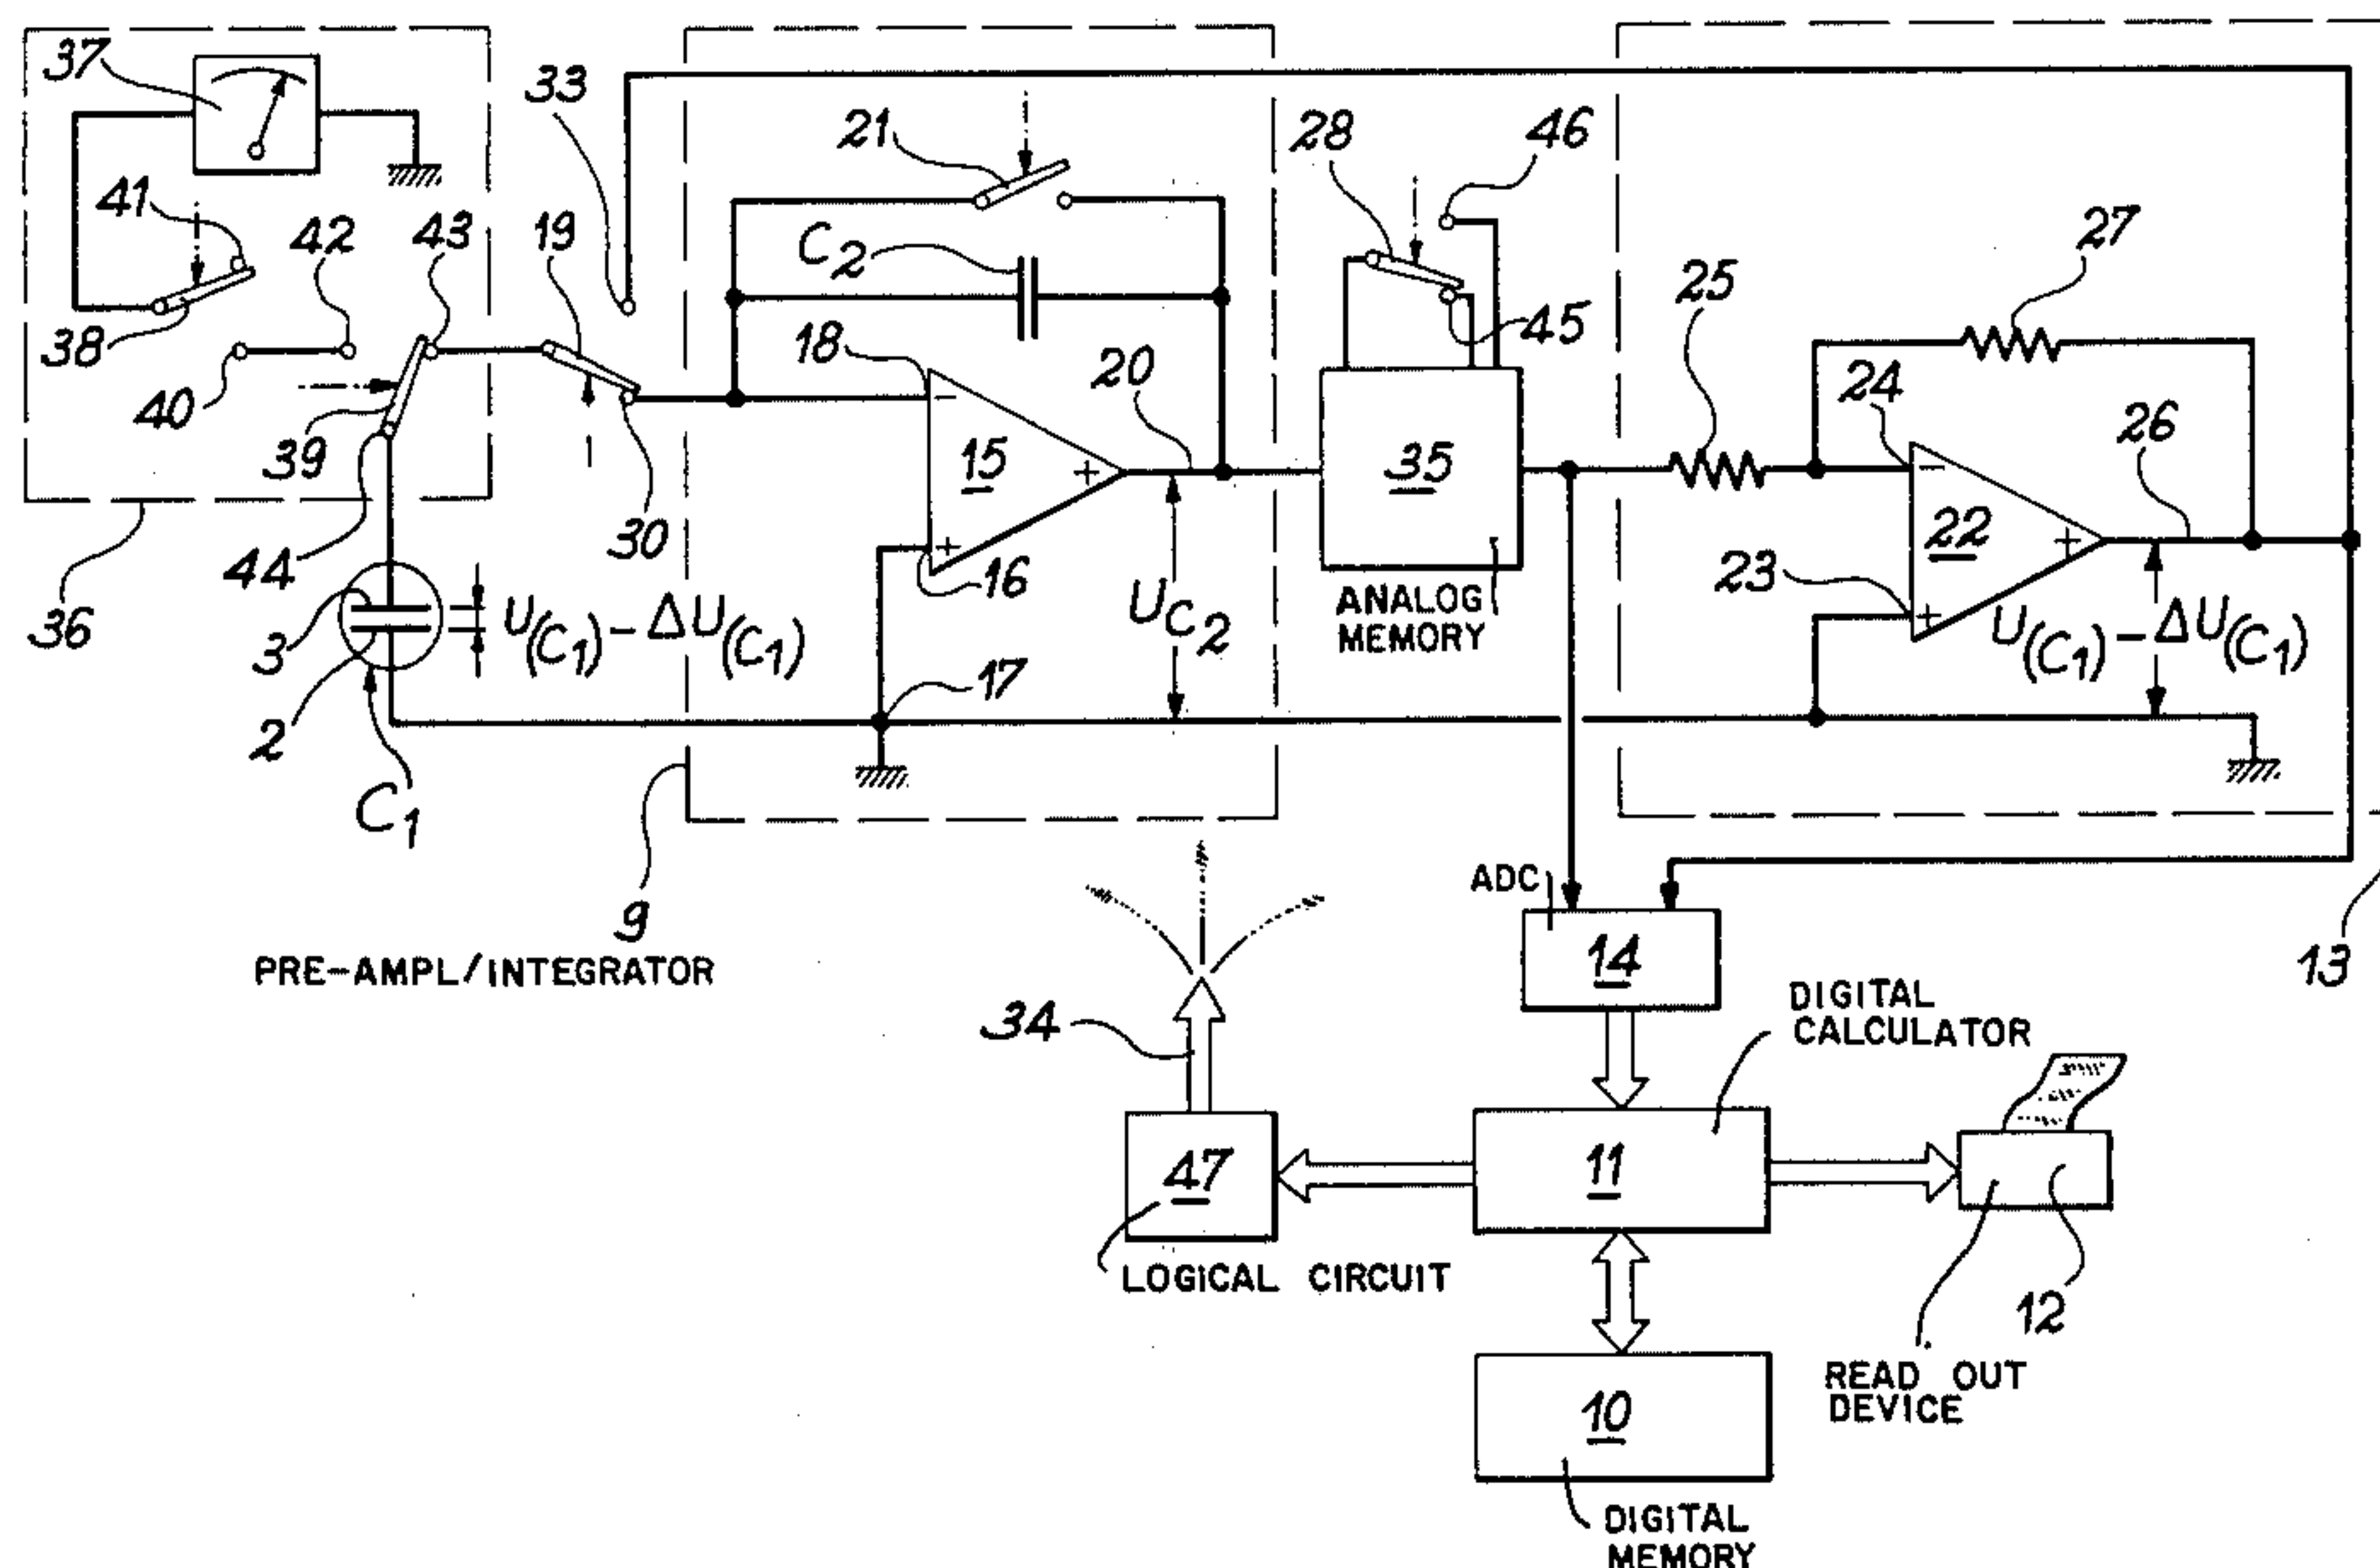 37
33
21
28
46
41
42
43
19
C2
27
25
45
38
18
20
24
40
-
-
26
39
15
+
35
30
22
+
44
+
16
23
+
36
3
U(C1) – ΔU(C1)
UC2
ANALOG
MEMORY
U(C1) – ΔU(C1)
2
17
C1
9
ADC
14
13
PRE-AMPL/INTEGRATOR
34
DIGITAL
CALCULATOR
47
11
12
LOGICAL CIRCUIT
READ OUT
DEVICE
10
DIGITAL
MEMORY